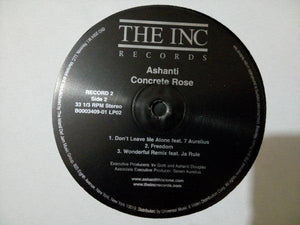 THE INC
RECORDS
Ashanti
Concrete Rose
RECORD 2
Side 2
33 1/3 RPM Stereo
B0003409-01 LP02
1. Don't Leave Me Alone feat. 7 Aurelius
2. Freedom
3. Wonderful Remix feat. Ja Rule
Executive Producers: Irv Gotti and Ashanti Douglas
Associate Executive Producer: Seven Aurelius
www.ashantithisisme.com
www.theincrecords.com